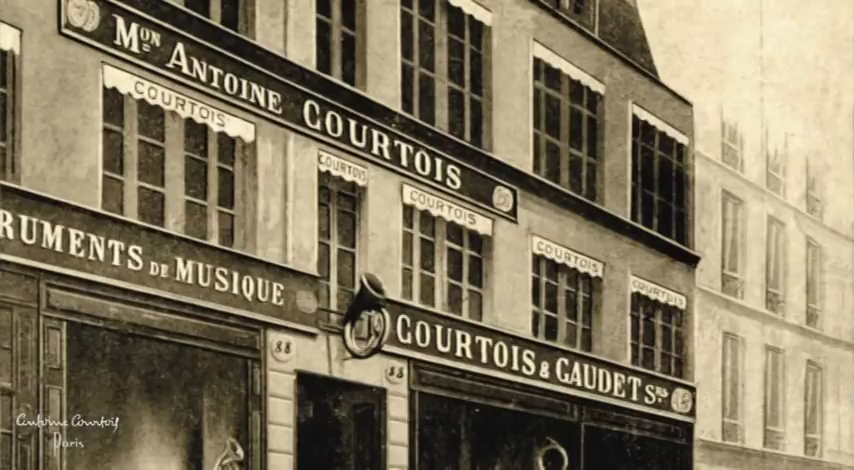 Mᴼᴺ ANTOINE COURTOIS
COURTOIS
COURTOIS
COURTOIS
COURTOIS
COURTOIS
RUMENTS DE MUSIQUE
COURTOIS & GAUDET Sᴿˢ
88
88
Antoine Courtois
Paris